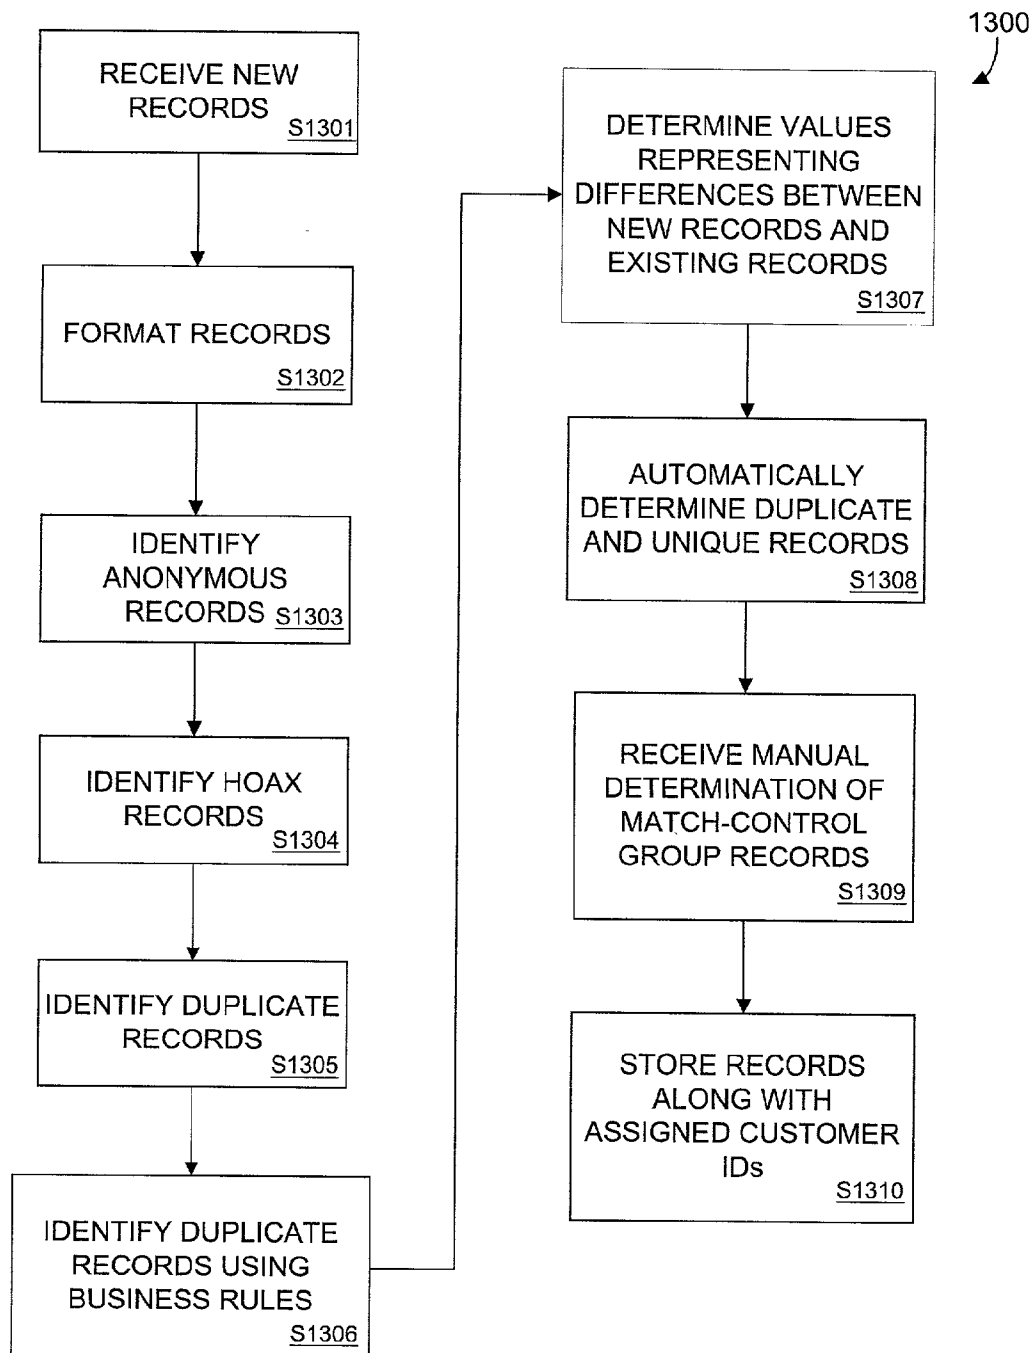 1300
RECEIVE NEW
RECORDS
S1301
FORMAT RECORDS
S1302
IDENTIFY
ANONYMOUS
RECORDS
S1303
IDENTIFY HOAX
RECORDS
S1304
IDENTIFY DUPLICATE
RECORDS
S1305
IDENTIFY DUPLICATE
RECORDS USING
BUSINESS RULES
S1306
DETERMINE VALUES
REPRESENTING
DIFFERENCES BETWEEN
NEW RECORDS AND
EXISTING RECORDS
S1307
AUTOMATICALLY
DETERMINE DUPLICATE
AND UNIQUE RECORDS
S1308
RECEIVE MANUAL
DETERMINATION OF
MATCH-CONTROL
GROUP RECORDS
S1309
STORE RECORDS
ALONG WITH
ASSIGNED CUSTOMER
IDs
S1310